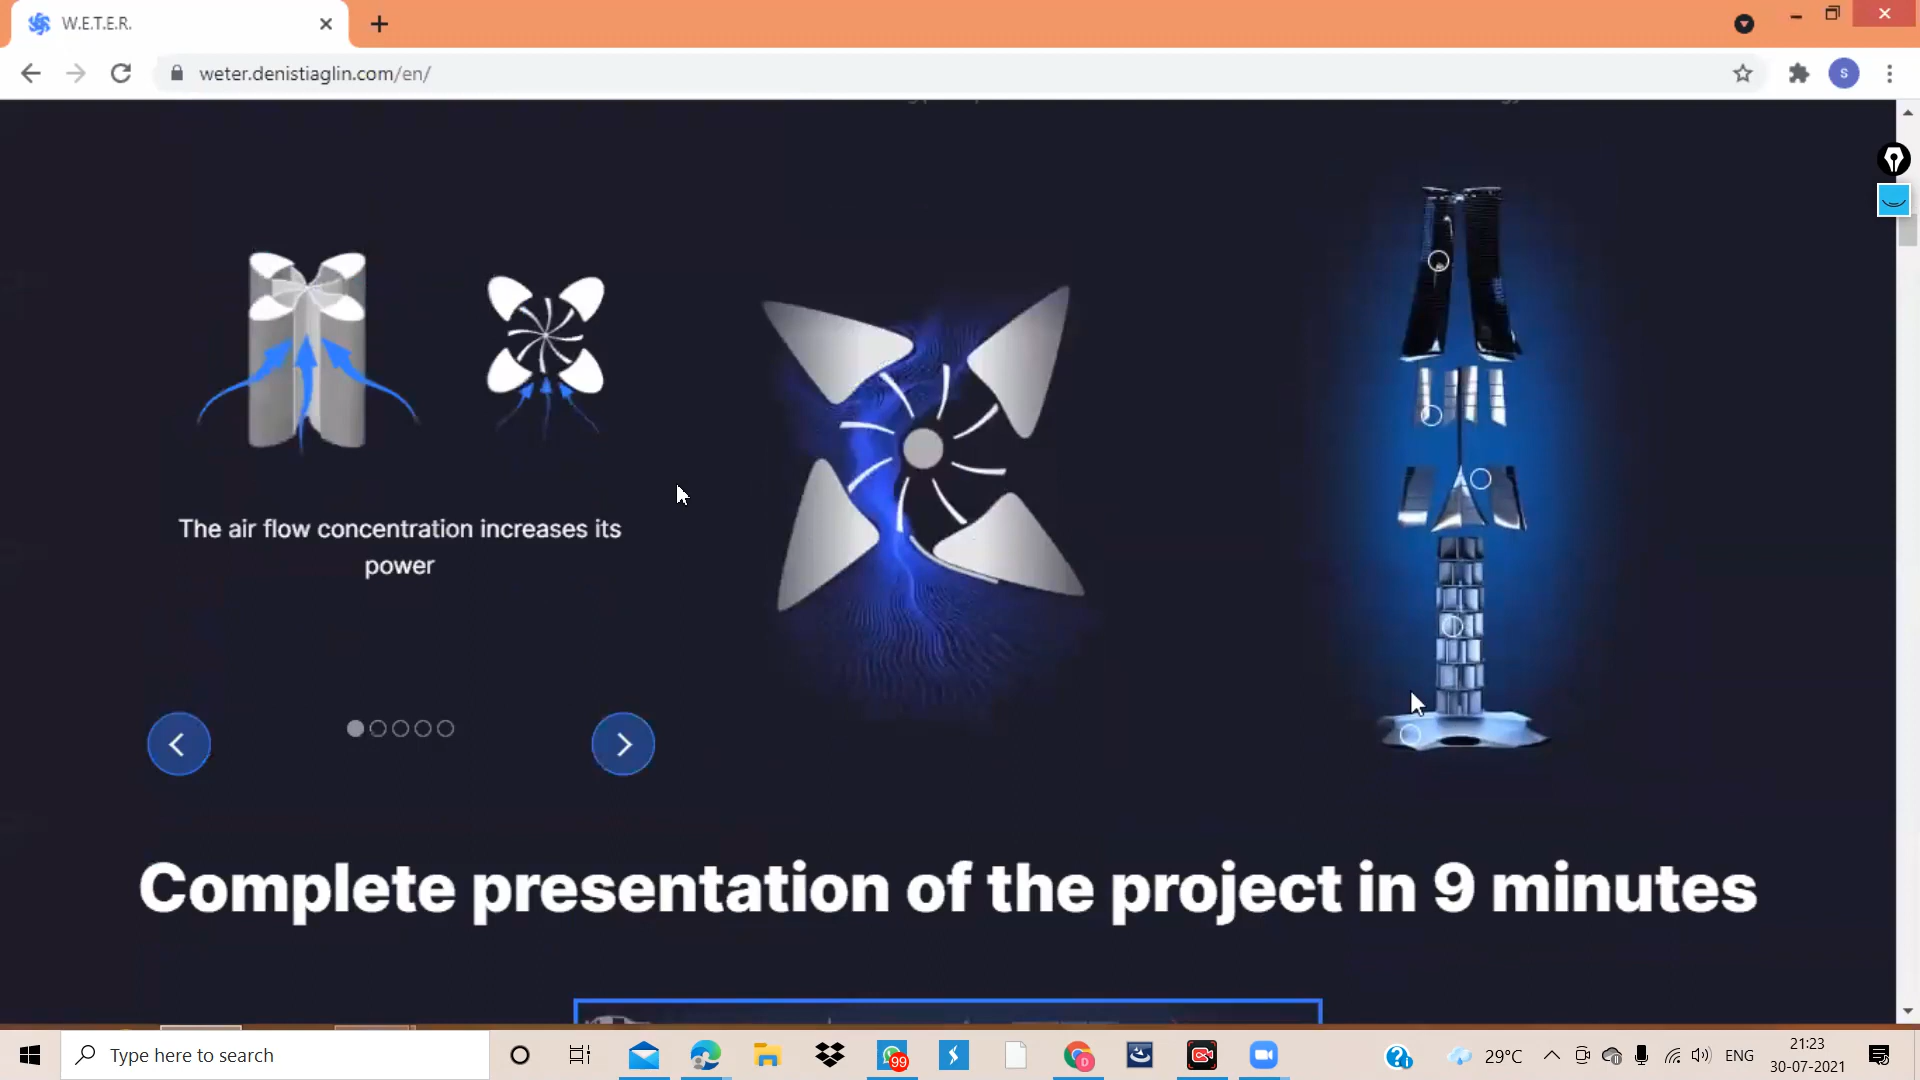 W.E.T.E.R.
weter.denistiaglin.com/en/
S
The air flow concentration increases its
power
Complete presentation of the project in 9 minutes
Type here to search
99
D
29°C
ENG
21:23
30-07-2021